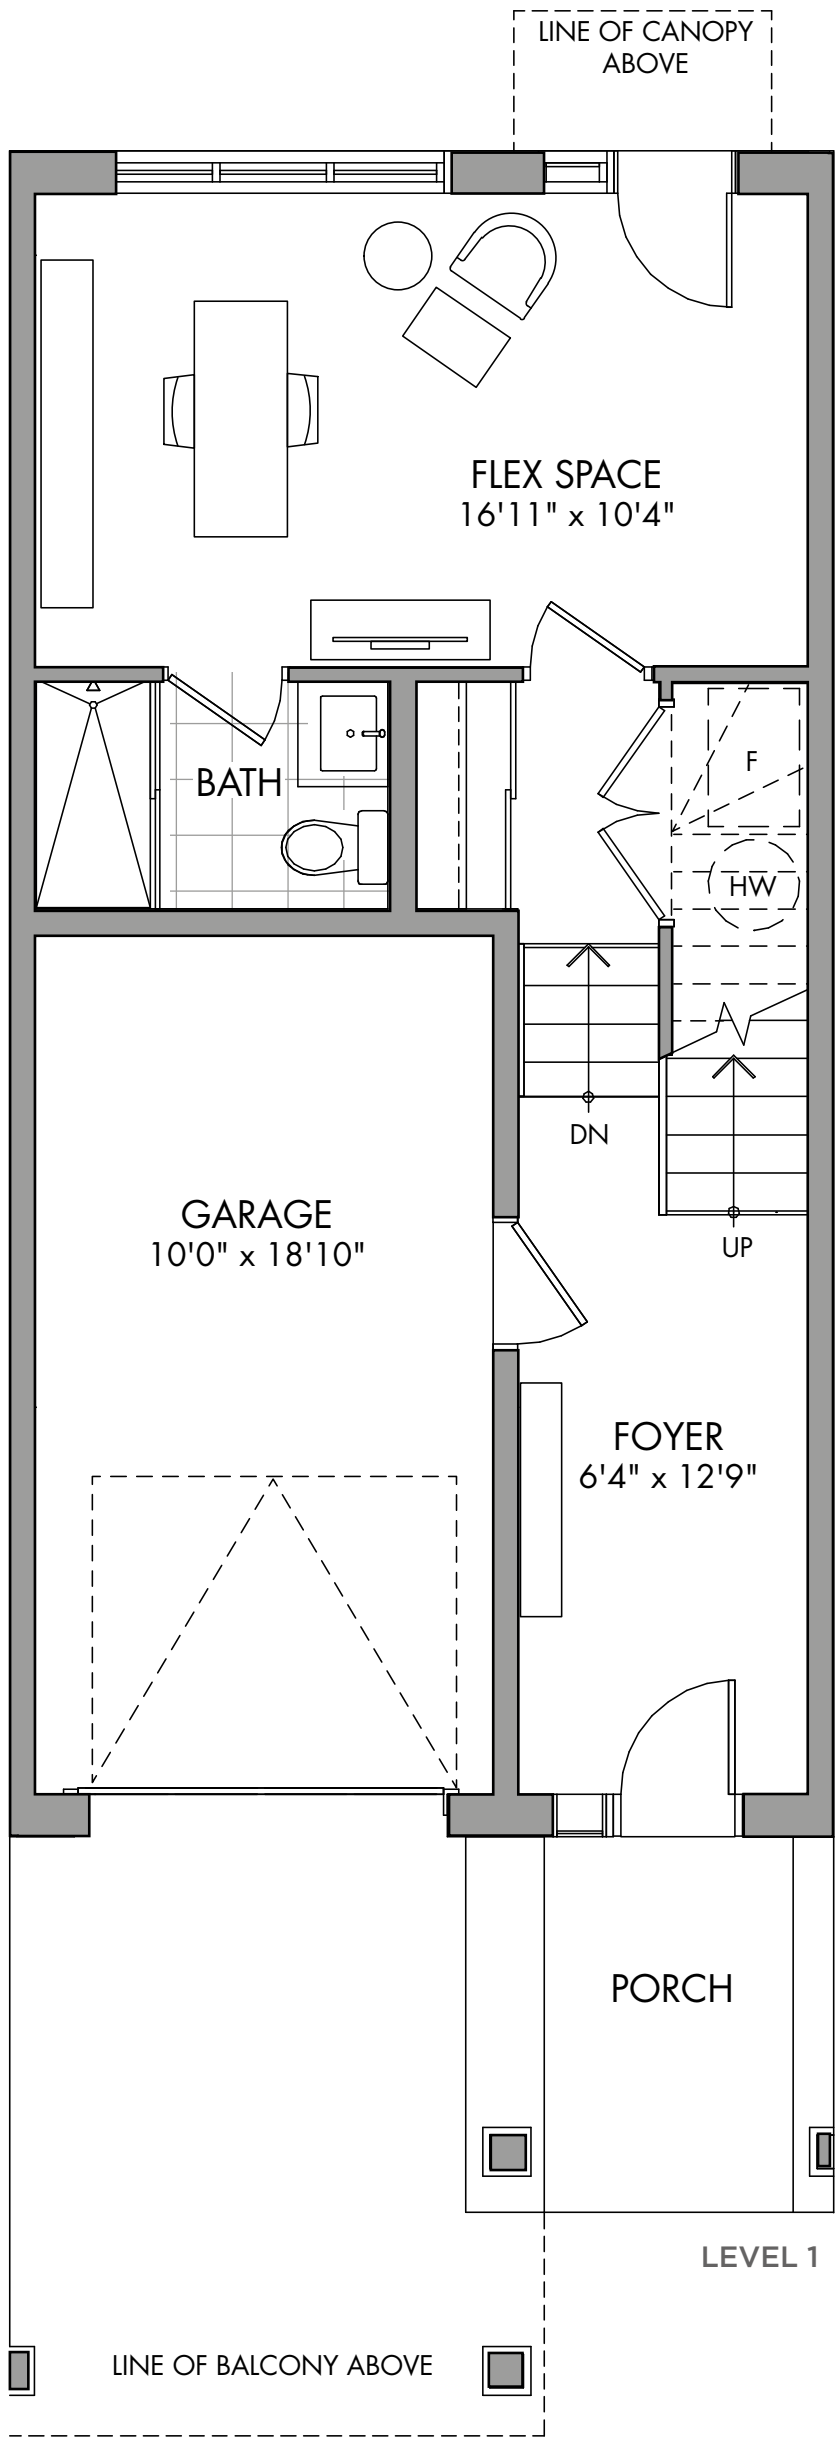 LINE OF CANOPY
ABOVE
FLEX SPACE
16'11" x 10'4"
BATH
F
HW
DN
UP
GARAGE
10'0" x 18'10"
FOYER
6'4" x 12'9"
PORCH
LEVEL 1
LINE OF BALCONY ABOVE